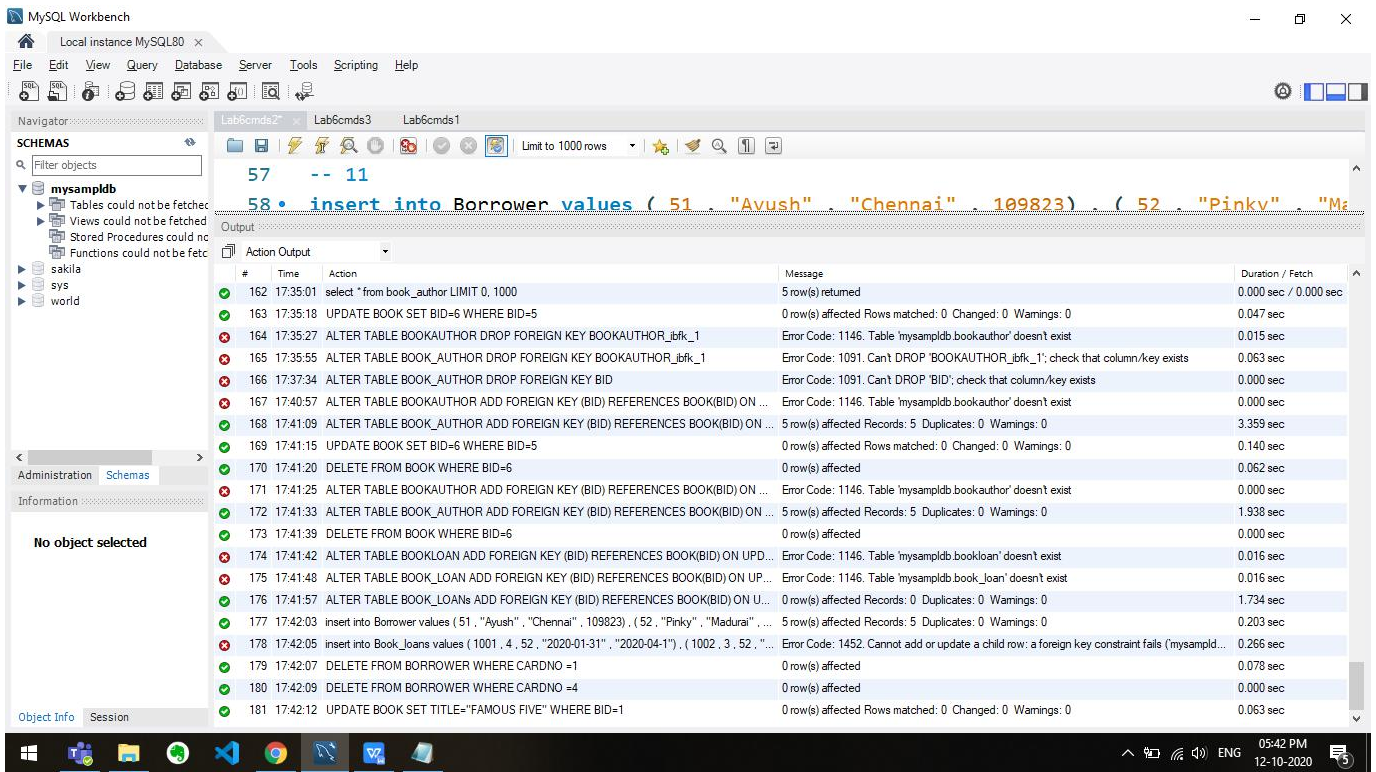 MySQL Workbench
Local instance MySQL80
File Edit View Query Database Server Tools Scripting Help
Navigator
SCHEMAS
Filter objects
mysampldb
Tables could not be fetched
Views could not be fetched
Stored Procedures could no
Functions could not be fetc
sakila
sys
world
Administration Schemas
Information
No object selected
Object Info Session
Lab6cmds2* Lab6cmds3 Lab6cmds1
Limit to 1000 rows
57 -- 11
58 insert into Borrower values ( 51 , "Ayush" , "Chennai" , 109823) , ( 52 , "Pinky" , "Ma
Output
Action Output
# Time Action Message Duration / Fetch
162 17:35:01 select * from book_author LIMIT 0, 1000 5 row(s) returned 0.000 sec / 0.000 sec
163 17:35:18 UPDATE BOOK SET BID=6 WHERE BID=5 0 row(s) affected Rows matched: 0 Changed: 0 Warnings: 0 0.047 sec
164 17:35:27 ALTER TABLE BOOKAUTHOR DROP FOREIGN KEY BOOKAUTHOR_ibfk_1 Error Code: 1146. Table 'mysampldb.bookauthor' doesn't exist 0.015 sec
165 17:35:55 ALTER TABLE BOOK_AUTHOR DROP FOREIGN KEY BOOKAUTHOR_ibfk_1 Error Code: 1091. Can't DROP 'BOOKAUTHOR_ibfk_1'; check that column/key exists 0.063 sec
166 17:37:34 ALTER TABLE BOOK_AUTHOR DROP FOREIGN KEY BID Error Code: 1091. Can't DROP 'BID'; check that column/key exists 0.000 sec
167 17:40:57 ALTER TABLE BOOKAUTHOR ADD FOREIGN KEY (BID) REFERENCES BOOK(BID) ON ... Error Code: 1146. Table 'mysampldb.bookauthor' doesn't exist 0.000 sec
168 17:41:09 ALTER TABLE BOOK_AUTHOR ADD FOREIGN KEY (BID) REFERENCES BOOK(BID) ON ... 5 row(s) affected Records: 5 Duplicates: 0 Warnings: 0 3.359 sec
169 17:41:15 UPDATE BOOK SET BID=6 WHERE BID=5 0 row(s) affected Rows matched: 0 Changed: 0 Warnings: 0 0.140 sec
170 17:41:20 DELETE FROM BOOK WHERE BID=6 0 row(s) affected 0.062 sec
171 17:41:25 ALTER TABLE BOOKAUTHOR ADD FOREIGN KEY (BID) REFERENCES BOOK(BID) ON ... Error Code: 1146. Table 'mysampldb.bookauthor' doesn't exist 0.000 sec
172 17:41:33 ALTER TABLE BOOK_AUTHOR ADD FOREIGN KEY (BID) REFERENCES BOOK(BID) ON ... 5 row(s) affected Records: 5 Duplicates: 0 Warnings: 0 1.938 sec
173 17:41:39 DELETE FROM BOOK WHERE BID=6 0 row(s) affected 0.000 sec
174 17:41:42 ALTER TABLE BOOKLOAN ADD FOREIGN KEY (BID) REFERENCES BOOK(BID) ON UPD... Error Code: 1146. Table 'mysampldb.bookloan' doesn't exist 0.016 sec
175 17:41:48 ALTER TABLE BOOK_LOAN ADD FOREIGN KEY (BID) REFERENCES BOOK(BID) ON UP... Error Code: 1146. Table 'mysampldb.book_loan' doesn't exist 0.016 sec
176 17:41:57 ALTER TABLE BOOK_LOANs ADD FOREIGN KEY (BID) REFERENCES BOOK(BID) ON U... 0 row(s) affected Records: 0 Duplicates: 0 Warnings: 0 1.734 sec
177 17:42:03 insert into Borrower values ( 51 , "Ayush" , "Chennai" , 109823) , ( 52 , "Pinky" , "Madurai" , ... 5 row(s) affected Records: 5 Duplicates: 0 Warnings: 0 0.203 sec
178 17:42:05 insert into Book_loans values ( 1001 , 4 , 52 , "2020-01-31" , "2020-04-1") , ( 1002 , 3 , 52 , "... Error Code: 1452. Cannot add or update a child row: a foreign key constraint fails (`mysampld... 0.266 sec
179 17:42:07 DELETE FROM BORROWER WHERE CARDNO =1 0 row(s) affected 0.078 sec
180 17:42:09 DELETE FROM BORROWER WHERE CARDNO =4 0 row(s) affected 0.000 sec
181 17:42:12 UPDATE BOOK SET TITLE="FAMOUS FIVE" WHERE BID=1 0 row(s) affected Rows matched: 0 Changed: 0 Warnings: 0 0.063 sec
ENG
05:42 PM
12-10-2020
5